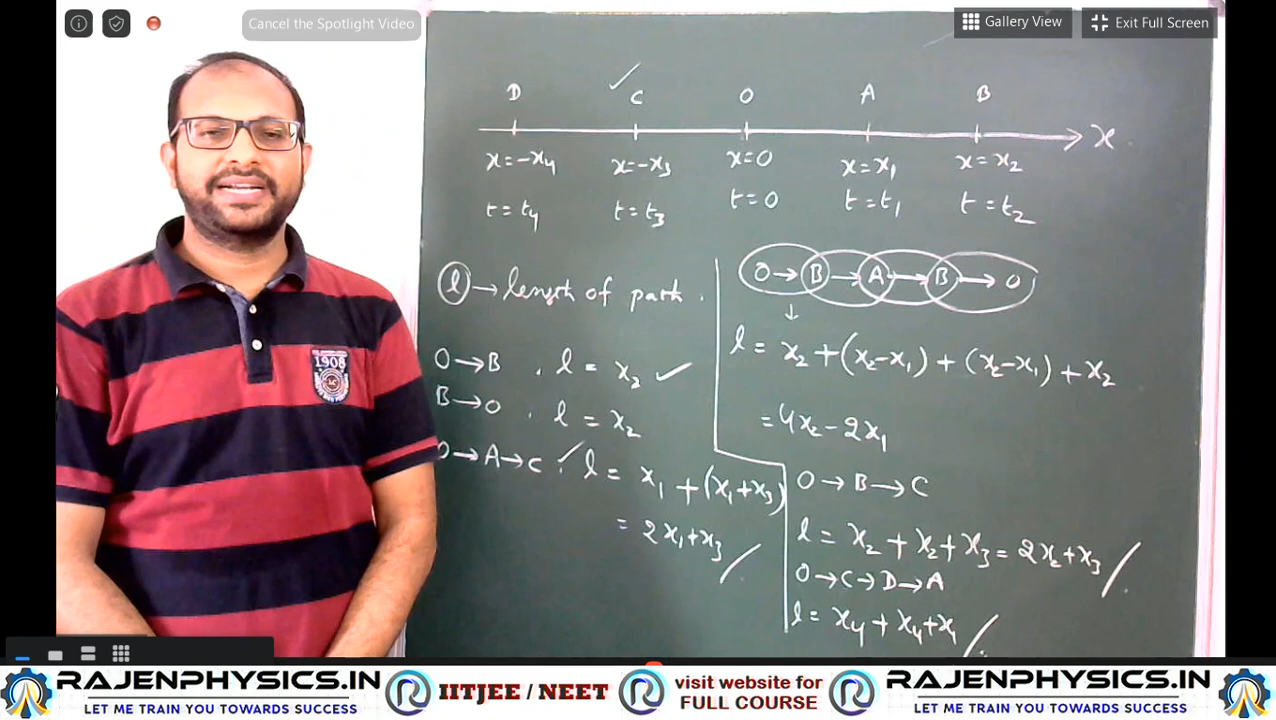 Cancel the Spotlight Video
Gallery View
Exit Full Screen
D C O A B
x=-x₄ x=-x₃ x=0 x=x₁ x=x₂
t=t₄ t=t₃ t=0 t=t₁ t=t₂
x
l → length of path.
O→B . l = x₂
B→O . l = x₂
O→A→C . l = x₁ + (x₁+x₃)
= 2x₁+x₃
O → B → A → B → O
l = x₂ + (x₂-x₁) + (x₂-x₁) + x₂
= 4x₂ - 2x₁
O → B → C
l = x₂ + x₂ + x₃ = 2x₂ + x₃
O→C→D→A
l = x₄ + x₄ + x₁
1908
RAJENPHYSICS.IN
LET ME TRAIN YOU TOWARDS SUCCESS
IITJEE / NEET
visit website for
FULL COURSE
RAJENPHYSICS.IN
LET ME TRAIN YOU TOWARDS SUCCESS